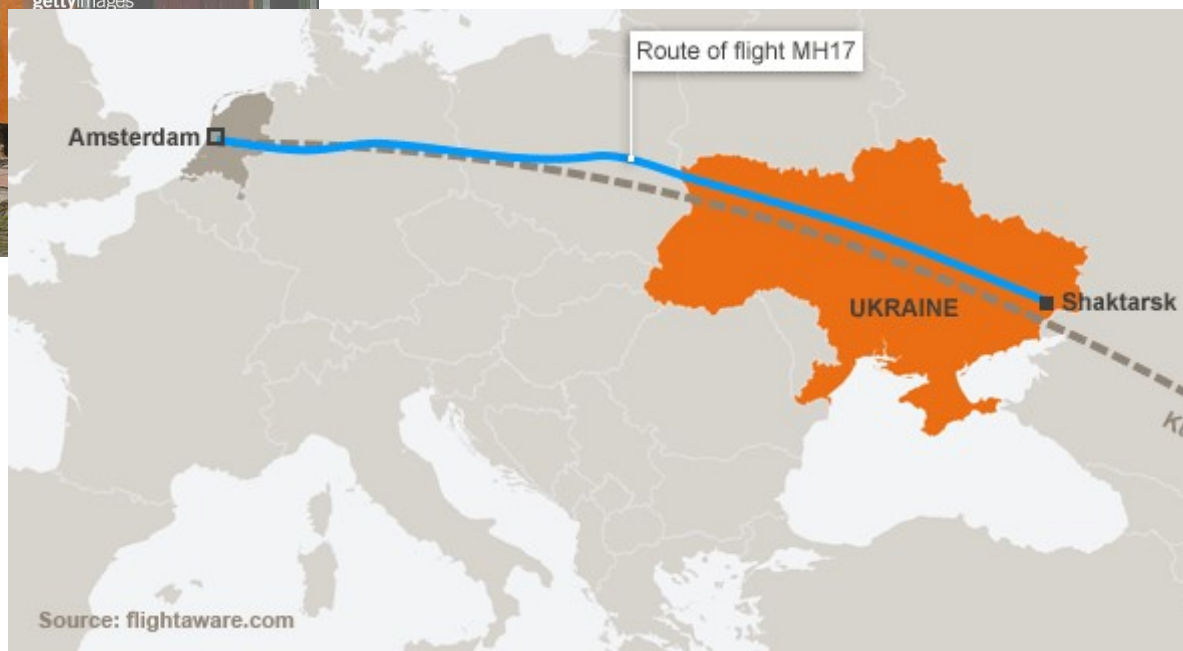 gettyimages
Route of flight MH17
Amsterdam
Shaktarsk
UKRAINE
Source: flightaware.com